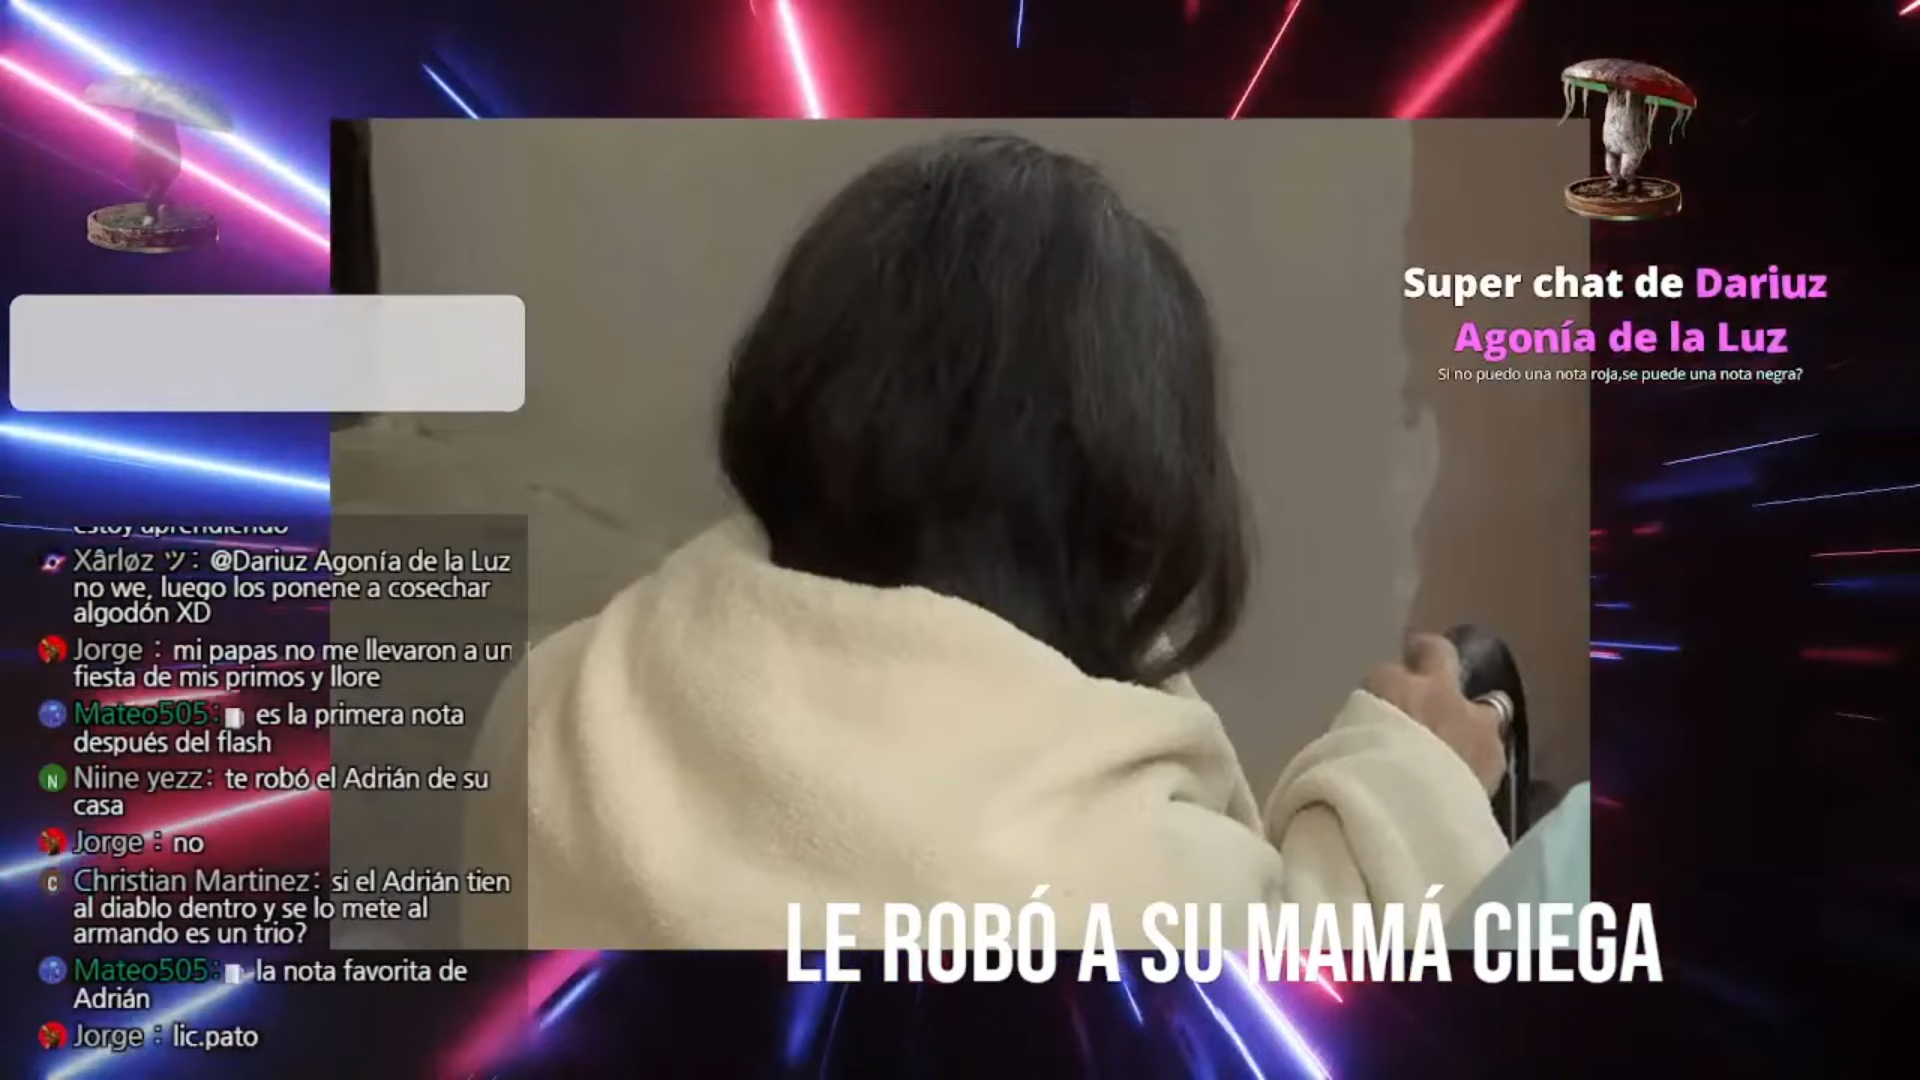 Super chat de Dariuz
Agonía de la Luz
Si no puedo una nota roja,se puede una nota negra?
estoy aprendiendo
Xârløz ツ: @Dariuz Agonía de la Luz
no we, luego los ponene a cosechar
algodón XD
Jorge : mi papas no me llevaron a un
fiesta de mis primos y llore
Mateo505: es la primera nota
después del flash
N Niine yezz: te robó el Adrián de su
casa
Jorge : no
C Christian Martinez: si el Adrián tien
al diablo dentro y se lo mete al
armando es un trio?
Mateo505: la nota favorita de
Adrián
Jorge : lic.pato
LE ROBÓ A SU MAMÁ CIEGA